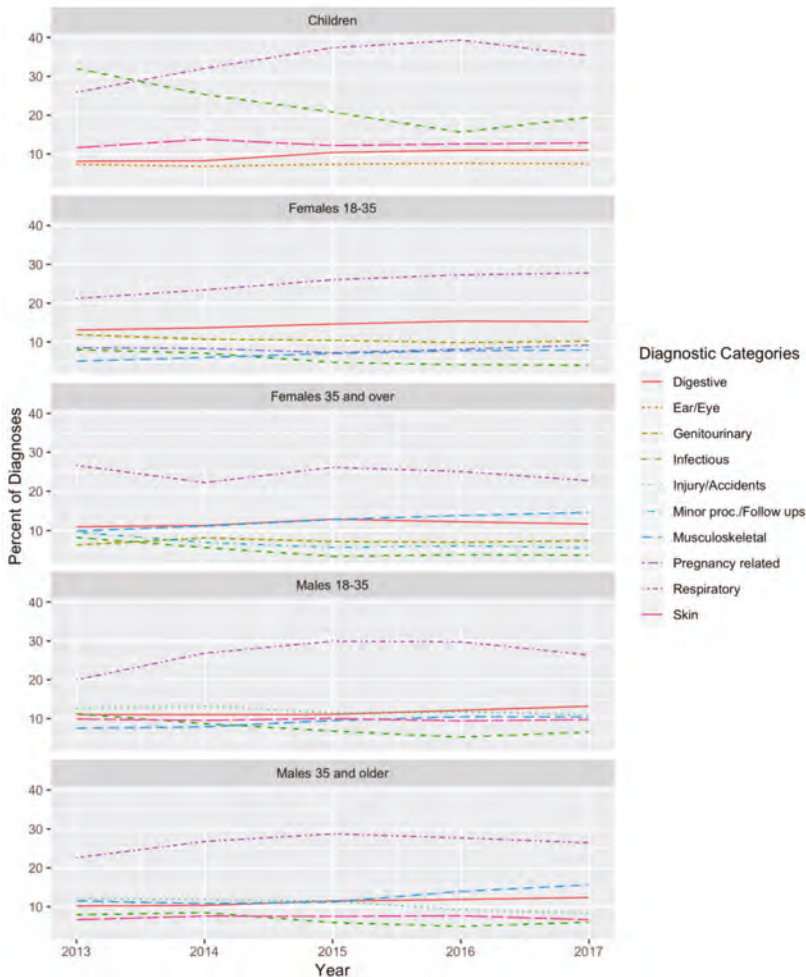 Children
40
30
20
10
Females 18-35
40
30
20
10
Females 35 and over
40
30
20
10
Males 18-35
40
30
20
10
Males 35 and older
40
30
20
10
2013 2014 2015 2016 2017
Year
Percent of Diagnoses
Diagnostic Categories
Digestive
Ear/Eye
Genitourinary
Infectious
Injury/Accidents
Minor proc./Follow ups
Musculoskeletal
Pregnancy related
Respiratory
Skin